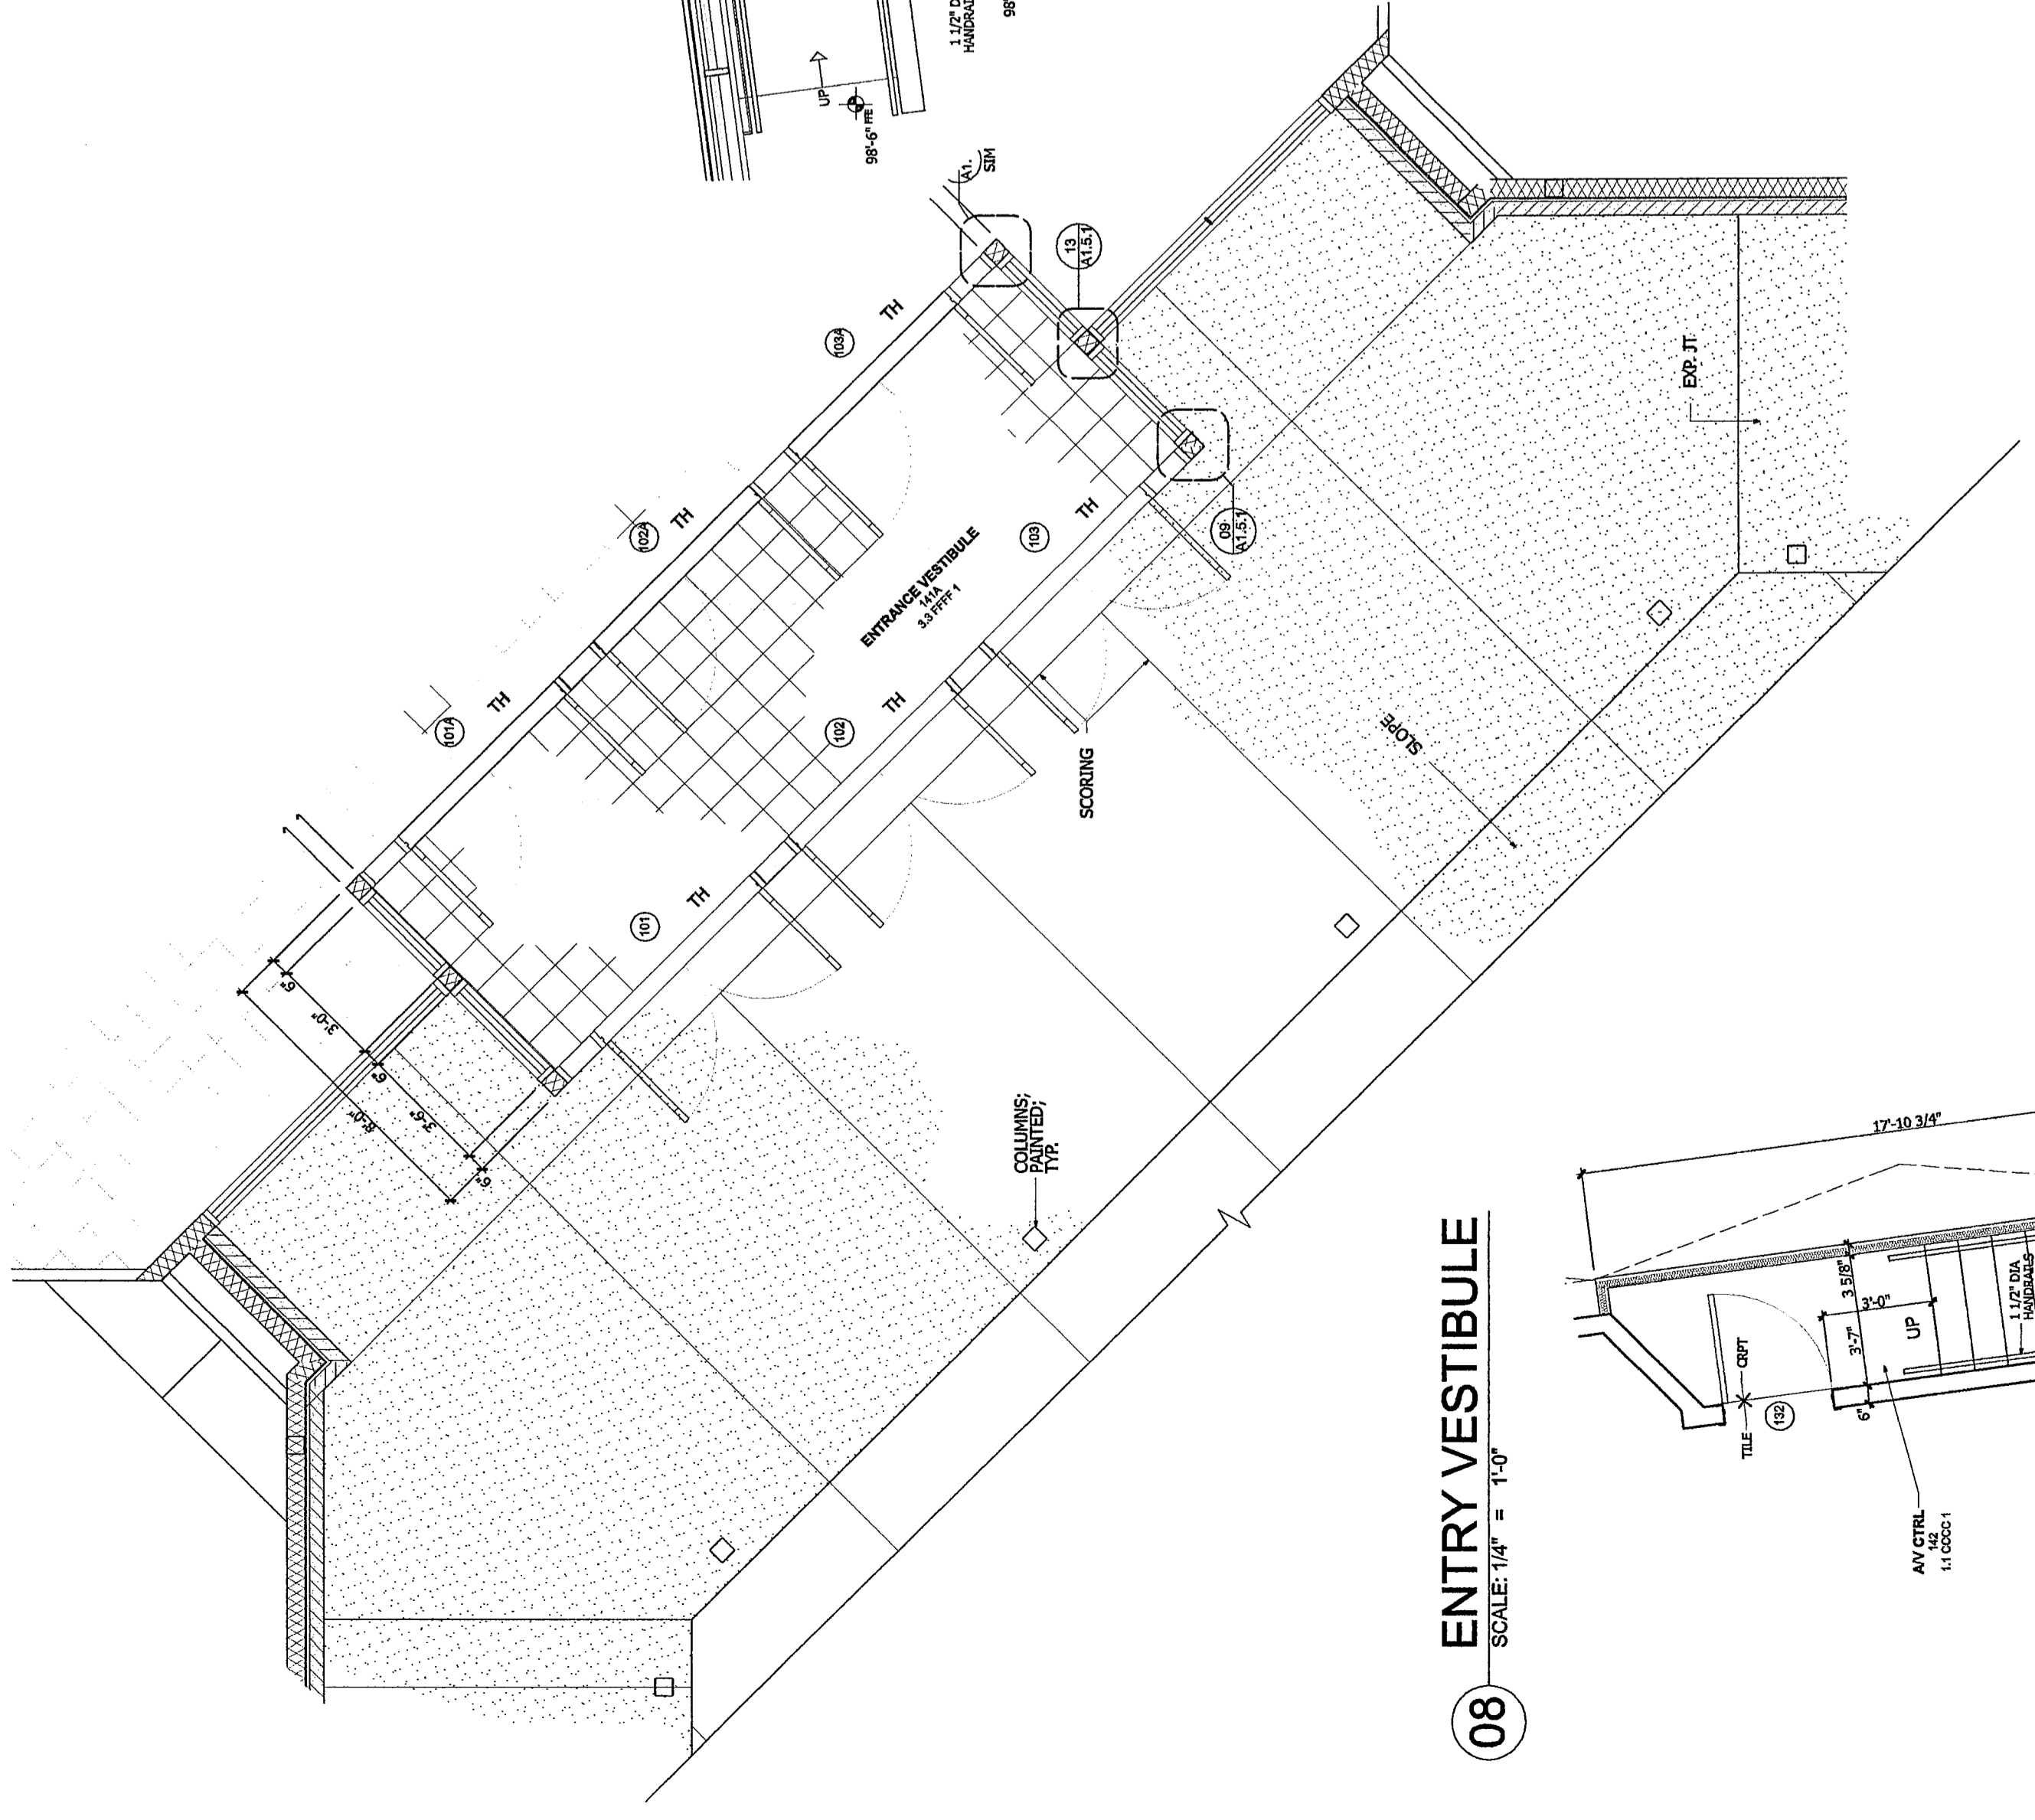 1 1/2" D
HANDRAI
98'
UP
98'-6" FFE
A1.
SIM
13
A1.5.1
TH
103A
TH
102A
TH
101A
ENTRANCE VESTIBULE
141A
3.3 FFFF 1
TH
103
09
A1.5.1
TH
102
TH
101
EXP. JT.
SCORING
SLOPE
6"
3'-0"
6"
3'-6"
6"
8'-0"
COLUMNS;
PAINTED;
TYP.
08
ENTRY VESTIBULE
SCALE: 1/4" = 1'-0"
17'-10 3/4"
3 5/8"
3'-0"
3'-7"
6"
UP
1 1/2" DIA
HANDRAILS
TILE
CRPT
132
A/V CTRL
142
1.1 CCCC 1